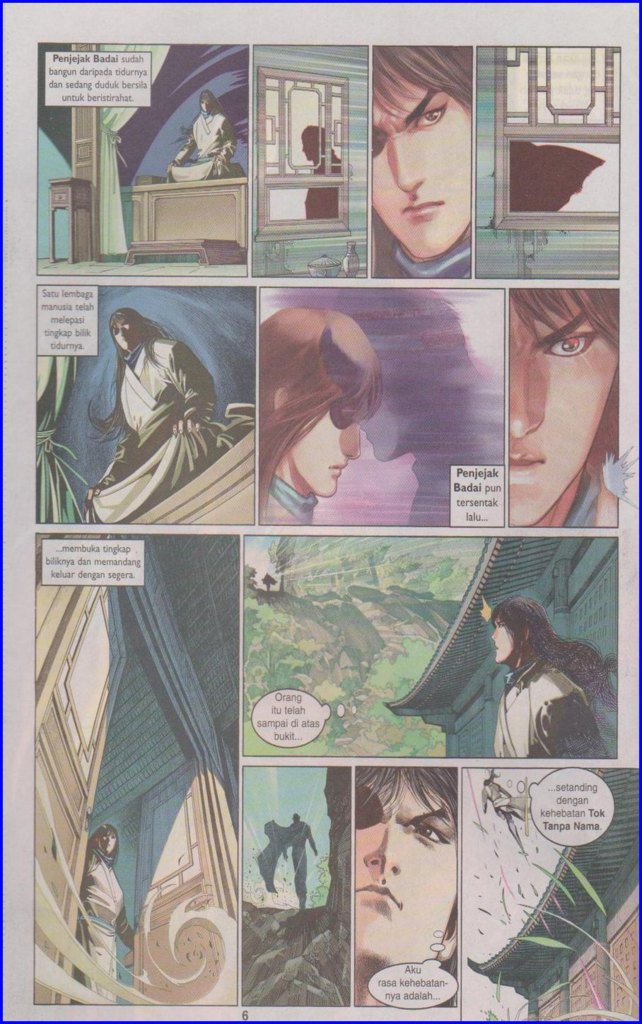 Penjejak Badai sudah
bangun daripada tidurnya
dan sedang duduk bersila
untuk beristirahat.
Satu lembaga
manusia telah
melepasi
tingkap bilik
tidurnya.
Penjejak
Badai pun
tersentak
lalu...
...membuka tingkap
biliknya dan memandang
keluar dengan segera.
Orang
itu telah
sampai di atas
bukit...
Aku
rasa kehebatan-
nya adalah...
...setanding
dengan
kehebatan Tok
Tanpa Nama.
6